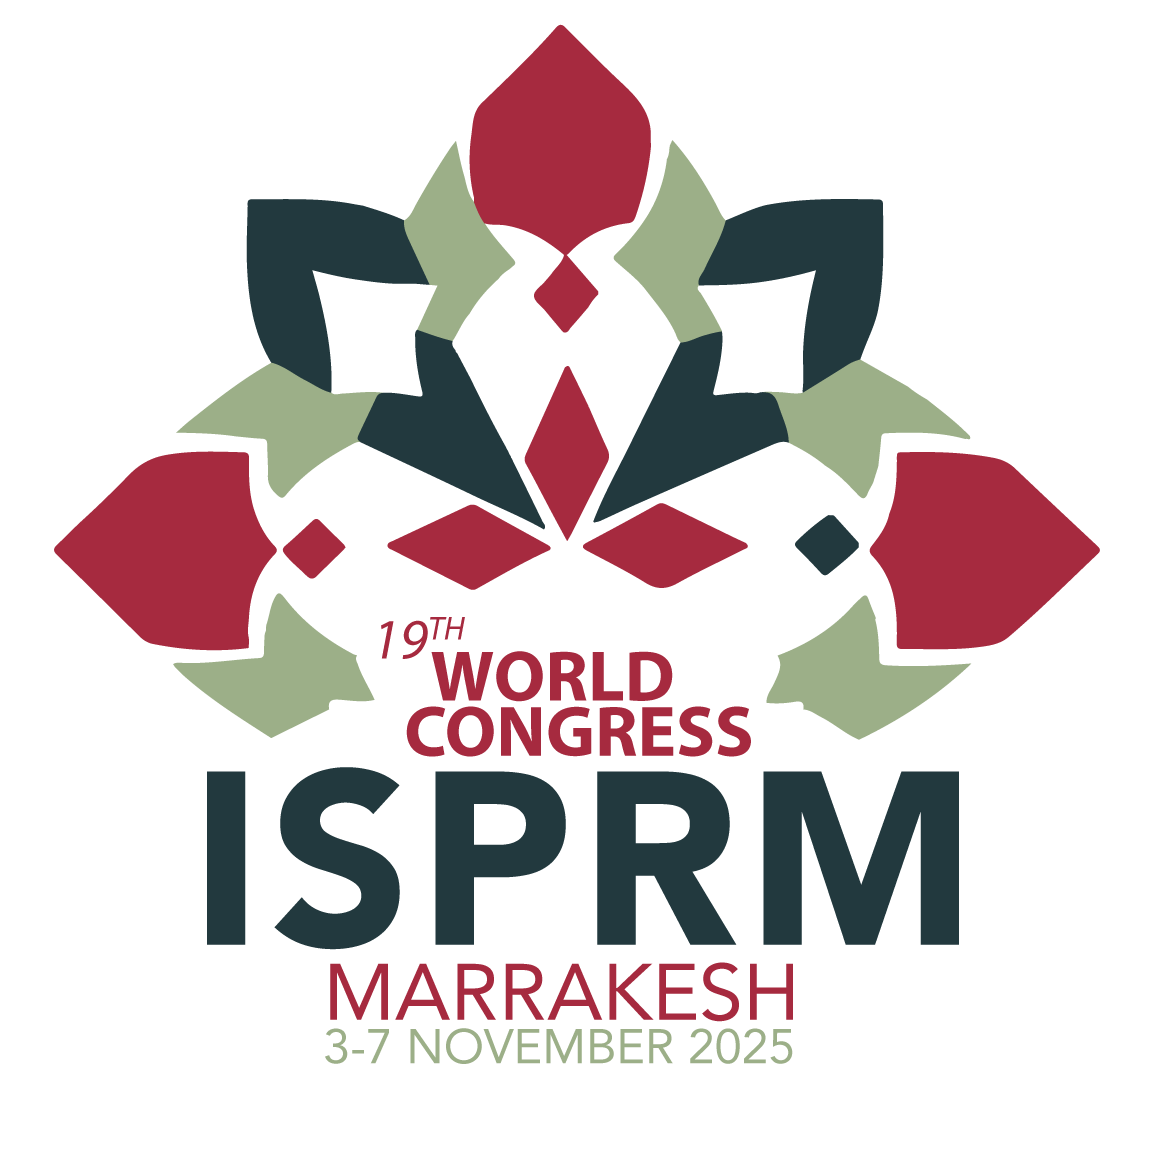 19TH
WORLD
CONGRESS
ISPRM
MARRAKESH
3-7 NOVEMBER 2025